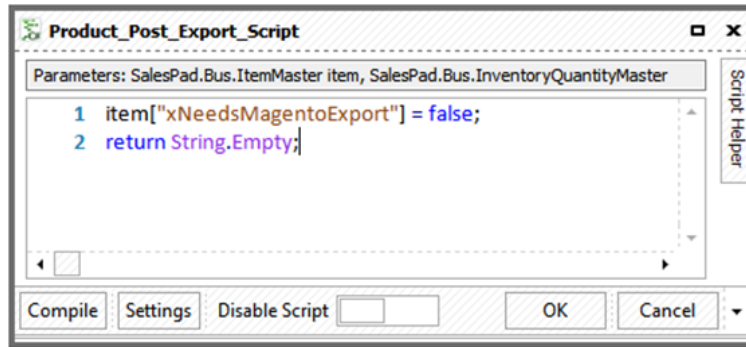 Product_Post_Export_Script
Parameters: SalesPad.Bus.ItemMaster item, SalesPad.Bus.InventoryQuantityMaster
Script Helper
1 item["xNeedsMagentoExport"] = false;
2 return String.Empty;
Compile Settings Disable Script OK Cancel